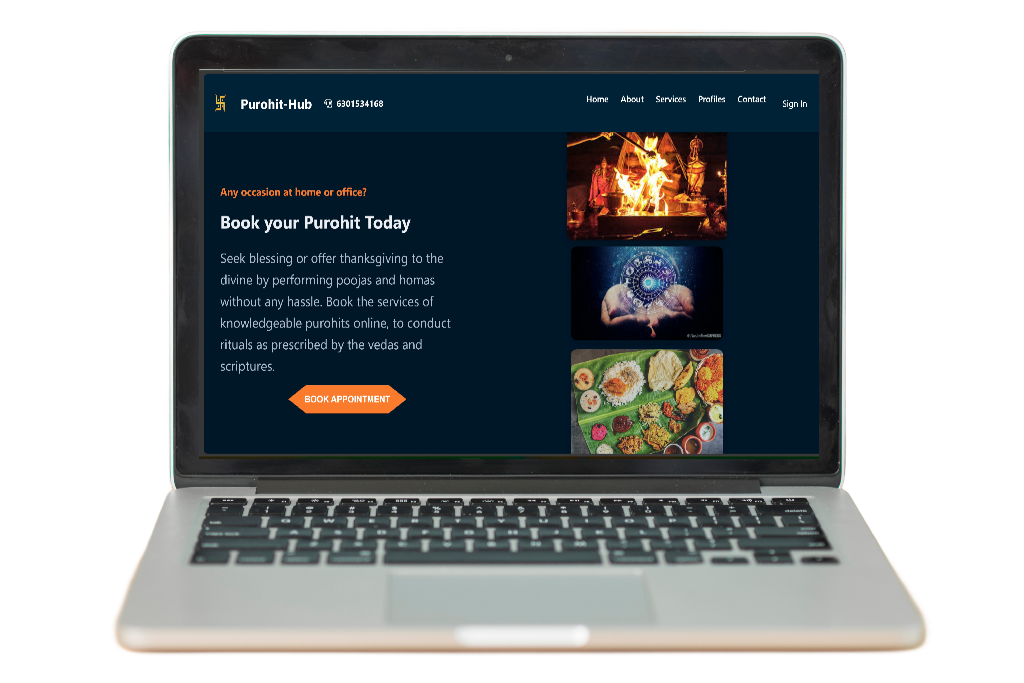 Purohit-Hub
6301534168
Home About Services Profiles Contact Sign In
Any occasion at home or office?
Book your Purohit Today
Seek blessing or offer thanksgiving to the
divine by performing poojas and homas
without any hassle. Book the services of
knowledgeable purohits online, to conduct
rituals as prescribed by the vedas and
scriptures.
BOOK APPOINTMENT